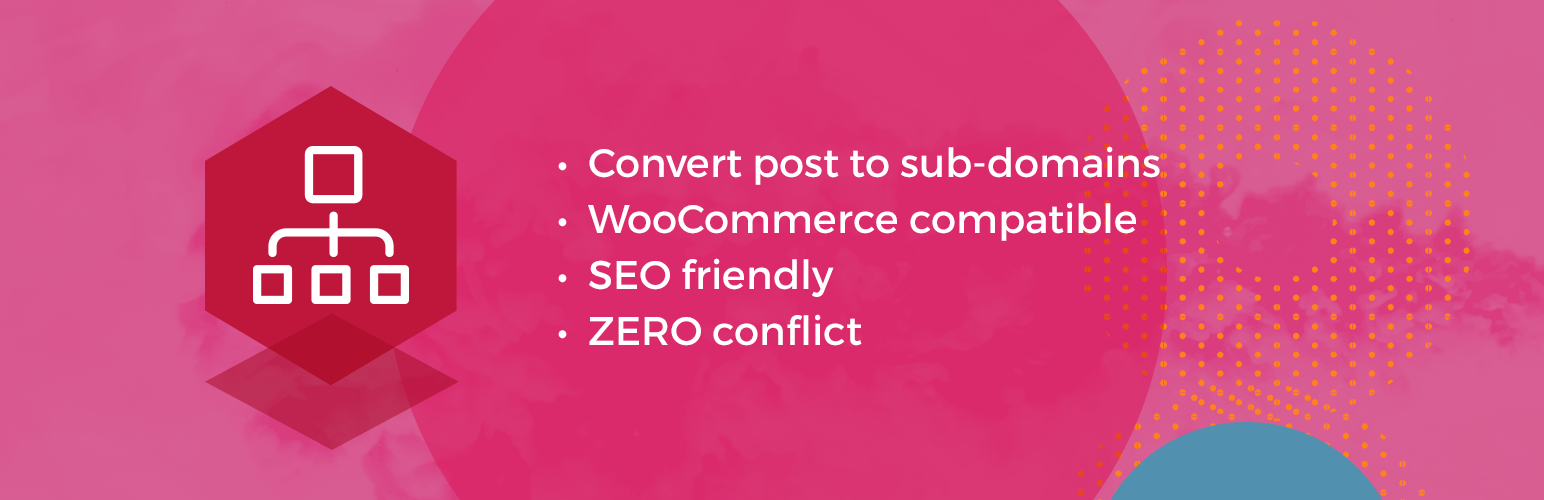 • Convert post to sub-domains
• WooCommerce compatible
• SEO friendly
• ZERO conflict